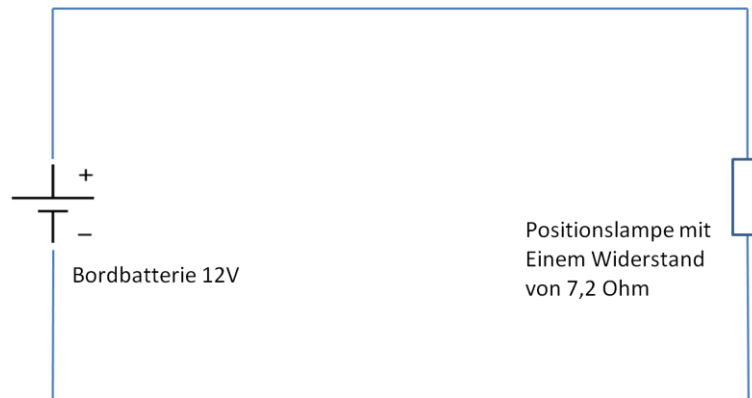 +
–
Bordbatterie 12V
Positionslampe mit
Einem Widerstand
von 7,2 Ohm